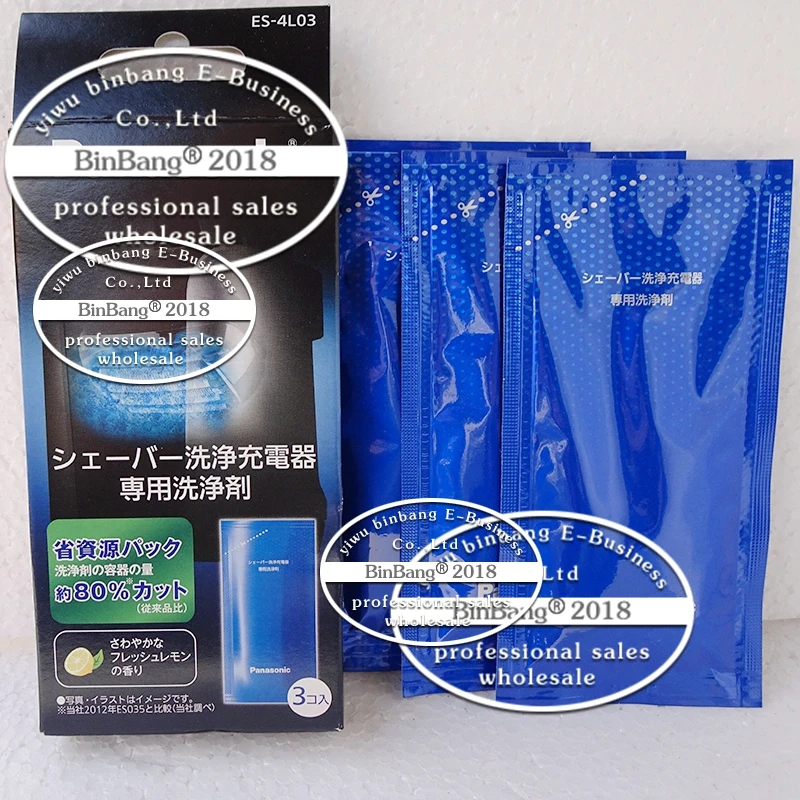 ES-4L03
yiwu binbang E-Business
Co.,Ltd
BinBang® 2018
professional sales
wholesale
yiwu binbang E-Business
Co.,Ltd
BinBang® 2018
professional sales
wholesale
シェーバー洗浄充電器
専用洗浄剤
省資源パック
洗浄剤の容器の量
約80%※カット
(従来品比)
さわやかな
フレッシュレモン
の香り
シェーバー洗浄充電器
専用洗浄剤
Panasonic
3コ入
●写真・イラストはイメージです。
※当社2012年ES035と比較(当社調べ)
シ
シェ
シェーバー洗浄充電器
専用洗浄剤
yiwu binbang E-Business
Co.,Ltd
BinBang® 2018
professional sales
wholesale
binbang E-Business
Ltd
BinBang® 2018
professional sales
wholesale